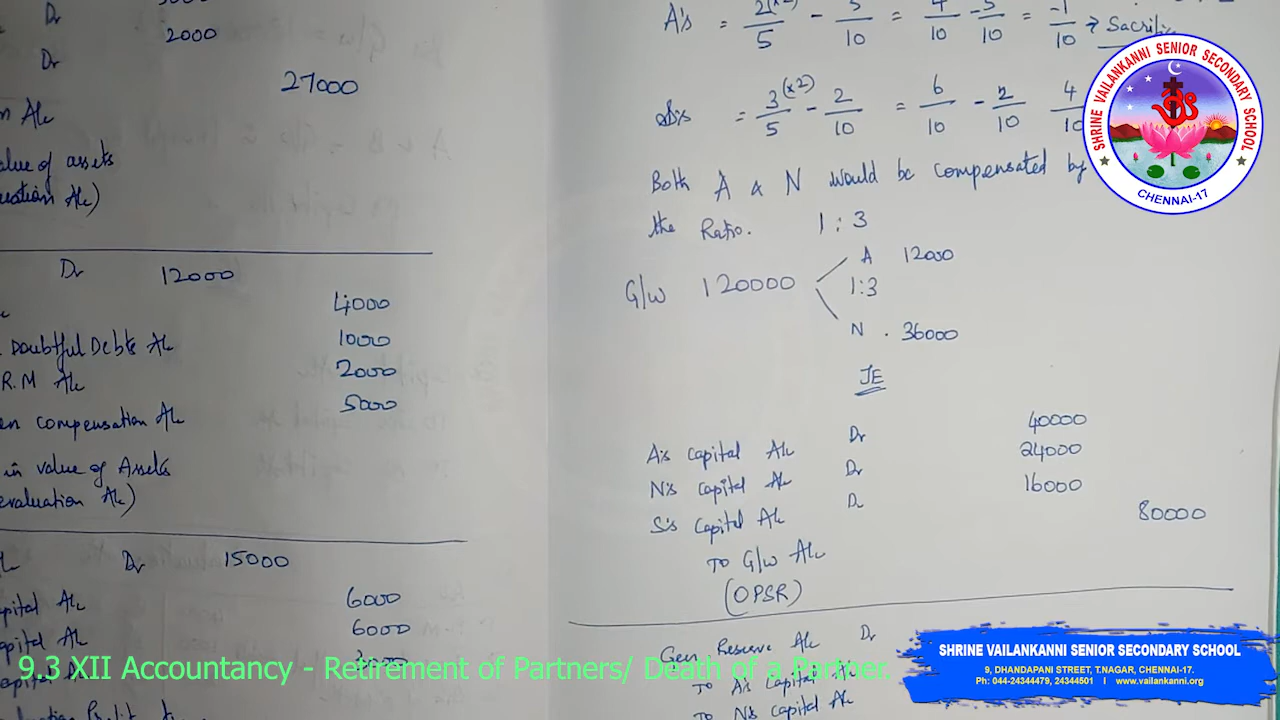 Dr
2000
Dr
27000
n A/c
alue of assets
uation A/c)
Dr 12000
4000
Doubtful Debts A/c 1000
R.M A/c 2000
en compensation A/c 5000
in value of Assets
evaluation A/c)
Dr 15000
pital A/c 6000
pital A/c 6000
apital A/c
A's = 2(x2)/5 - 5/10 = 4/10 - 5/10 = -1/10 → Sacrific
S's = 3(x2)/5 - 2/10 = 6/10 - 2/10 4/10
Both A & N would be compensated by
the Ratio. 1 : 3
G/w 120000
A 12000
1:3
N. 36000
JE
A's Capital A/c Dr 40000
N's Capital A/c Dr 24000
S's Capital A/c Dr 16000
To G/w A/c 80000
(OPSR)
Gen. Reserve A/c Dr
To A's Capital A/c
To N's Capital A/c
SHRINE VAILANKANNI SENIOR SECONDARY SCHOOL
CHENNAI-17
9.3 XII Accountancy - Retirement of Partners/ Death of a Partner.
SHRINE VAILANKANNI SENIOR SECONDARY SCHOOL
9, DHANDAPANI STREET, T.NAGAR, CHENNAI-17.
Ph: 044-24344479, 24344501 I www.vailankanni.org